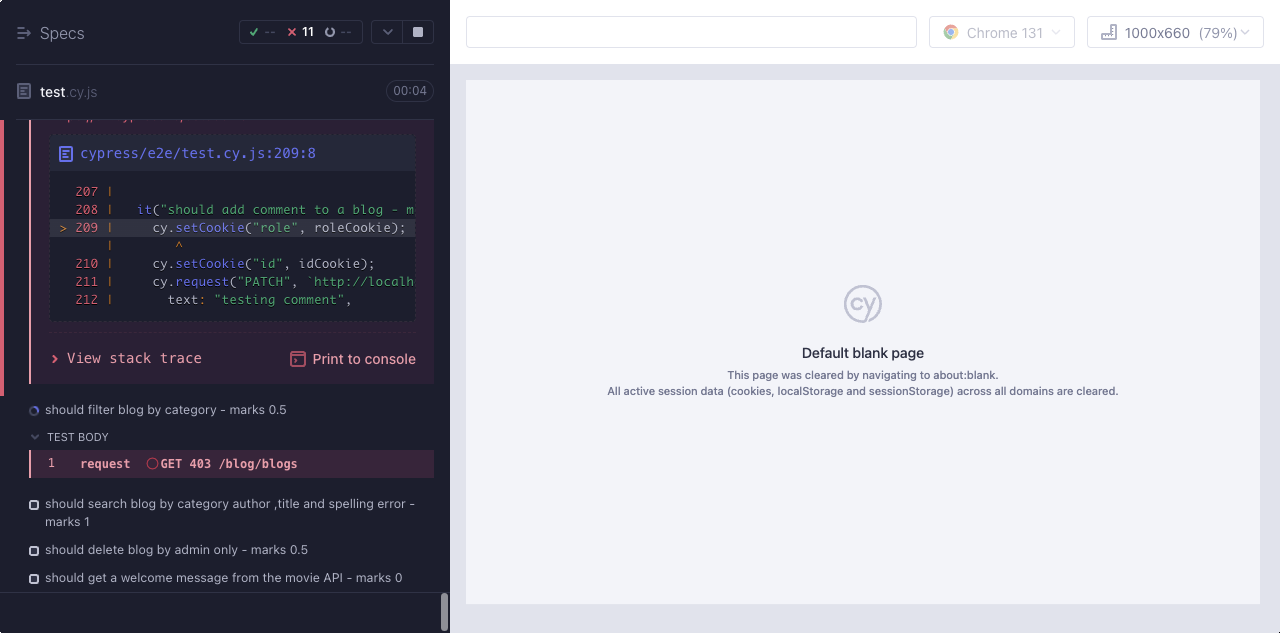 Specs
-- 11 --
Chrome 131
1000x660 (79%)
test.cy.js
00:04
cypress/e2e/test.cy.js:209:8
207 |
208 | it("should add comment to a blog - m
> 209 | cy.setCookie("role", roleCookie);
| ^
210 | cy.setCookie("id", idCookie);
211 | cy.request("PATCH", `http://localh
212 | text: "testing comment",
View stack trace
Print to console
should filter blog by category - marks 0.5
TEST BODY
1 request GET 403 /blog/blogs
should search blog by category author ,title and spelling error -
marks 1
should delete blog by admin only - marks 0.5
should get a welcome message from the movie API - marks 0
cy
Default blank page
This page was cleared by navigating to about:blank.
All active session data (cookies, localStorage and sessionStorage) across all domains are cleared.